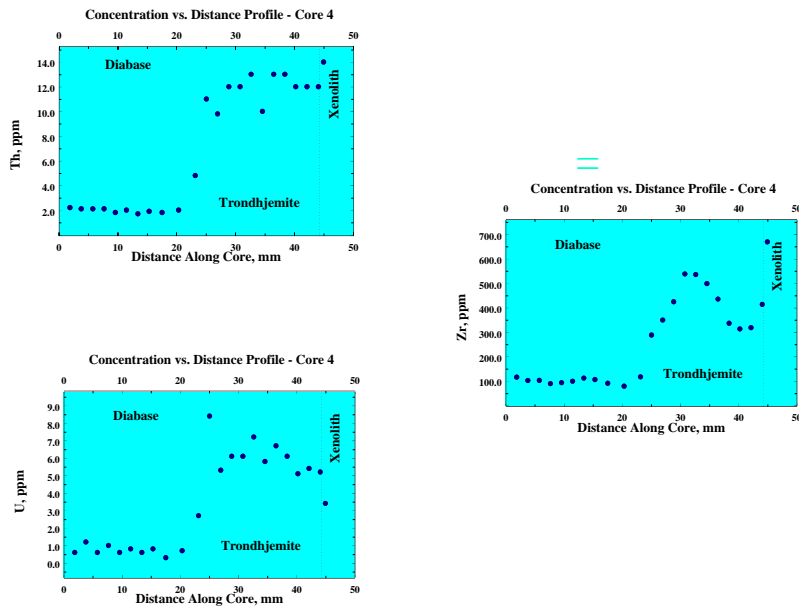 Concentration vs. Distance Profile - Core 4
0 10 20 30 40 50
14.0
12.0
10.0
8.0
6.0
4.0
2.0
Th, ppm
Diabase
Xenolith
Trondhjemite
0 10 20 30 40 50
Distance Along Core, mm
Concentration vs. Distance Profile - Core 4
0 10 20 30 40 50
700.0
600.0
500.0
400.0
300.0
200.0
100.0
Zr, ppm
Diabase
Xenolith
Trondhjemite
0 10 20 30 40 50
Distance Along Core, mm
Concentration vs. Distance Profile - Core 4
0 10 20 30 40 50
9.0
8.0
7.0
6.0
5.0
4.0
3.0
2.0
1.0
0.0
U, ppm
Diabase
Xenolith
Trondhjemite
0 10 20 30 40 50
Distance Along Core, mm